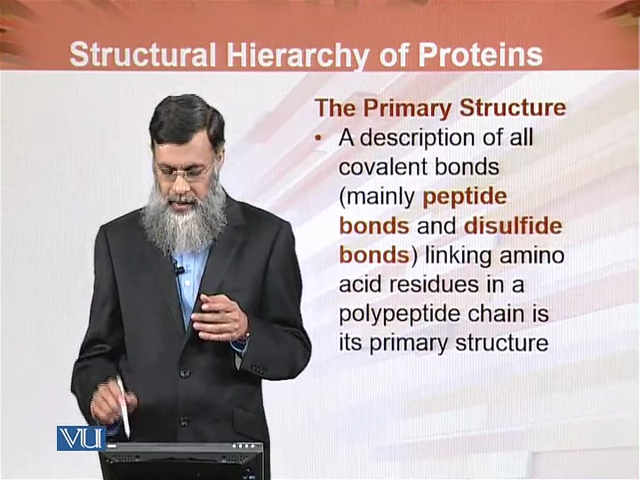 Structural Hierarchy of Proteins
The Primary Structure
• A description of all
covalent bonds
(mainly peptide
bonds and disulfide
bonds) linking amino
acid residues in a
polypeptide chain is
its primary structure
VU